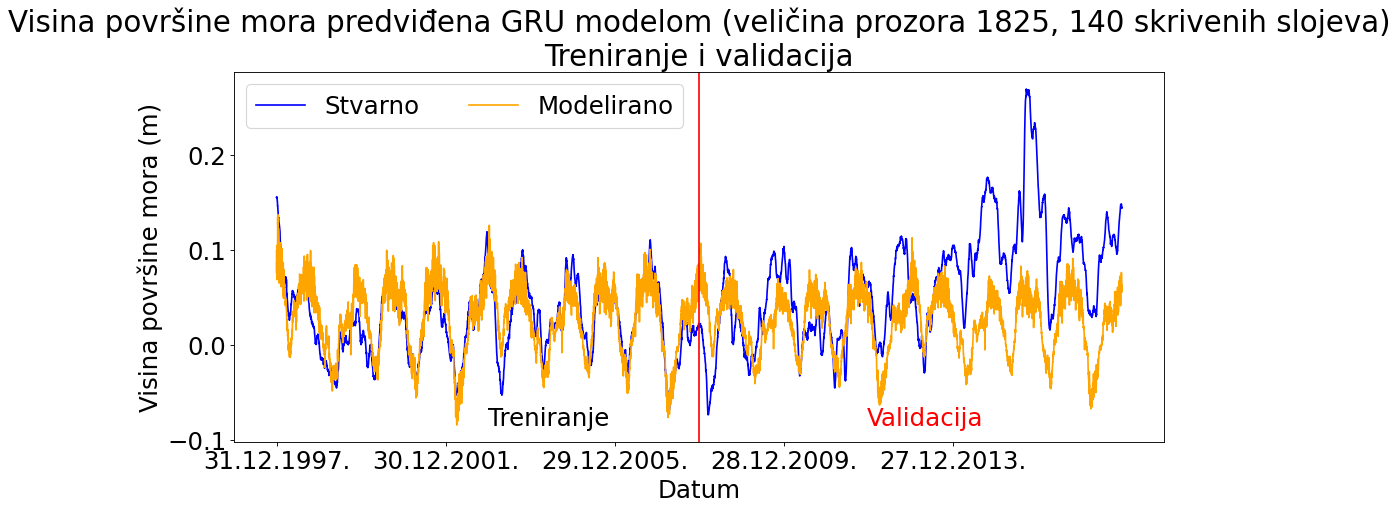 Visina površine mora predviđena GRU modelom (veličina prozora 1825, 140 skrivenih slojeva)
Treniranje i validacija
Stvarno
Modelirano
Visina površine mora (m)
0.2
0.1
0.0
−0.1
Treniranje
Validacija
31.12.1997.
30.12.2001.
29.12.2005.
28.12.2009.
27.12.2013.
Datum